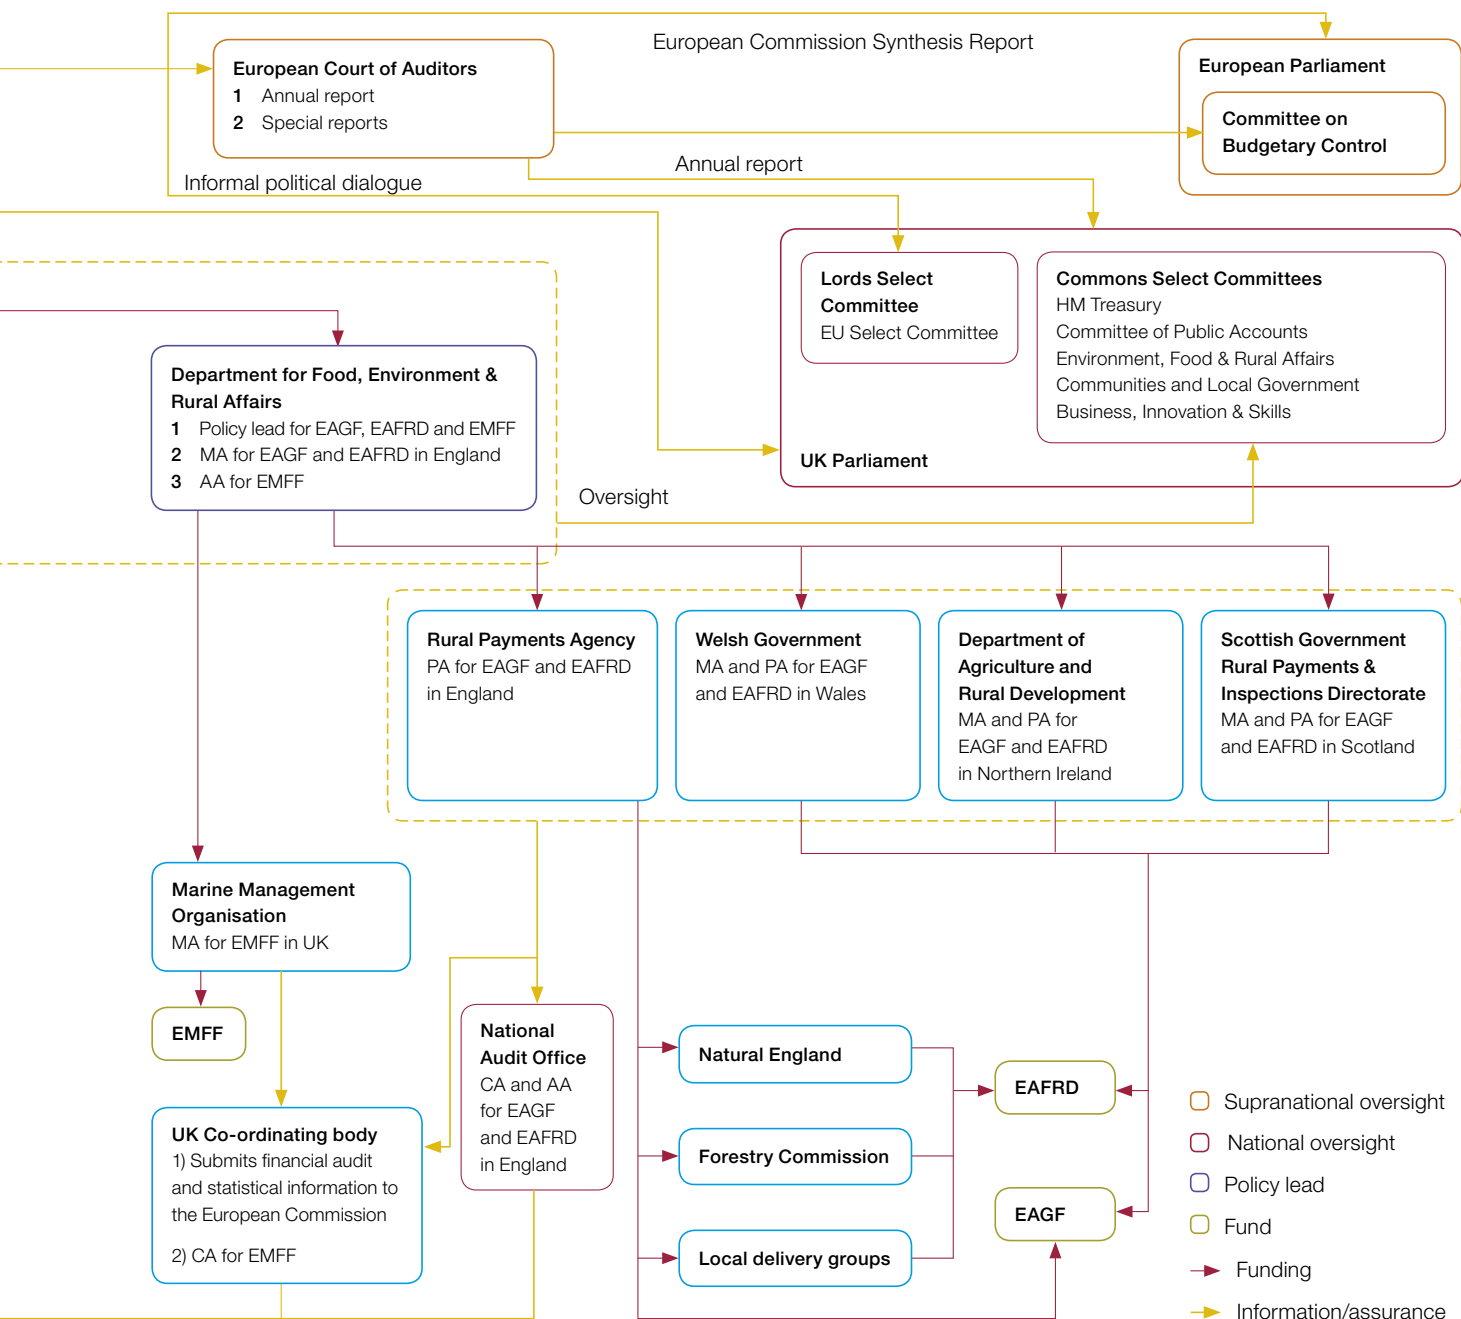 European Commission Synthesis Report
European Court of Auditors
1 Annual report
2 Special reports
European Parliament
Committee on
Budgetary Control
Annual report
Informal political dialogue
Lords Select
Committee
EU Select Committee
Commons Select Committees
HM Treasury
Committee of Public Accounts
Environment, Food & Rural Affairs
Communities and Local Government
Business, Innovation & Skills
UK Parliament
Department for Food, Environment &
Rural Affairs
1 Policy lead for EAGF, EAFRD and EMFF
2 MA for EAGF and EAFRD in England
3 AA for EMFF
Oversight
Rural Payments Agency
PA for EAGF and EAFRD
in England
Welsh Government
MA and PA for EAGF
and EAFRD in Wales
Department of
Agriculture and
Rural Development
MA and PA for
EAGF and EAFRD
in Northern Ireland
Scottish Government
Rural Payments &
Inspections Directorate
MA and PA for EAGF
and EAFRD in Scotland
Marine Management
Organisation
MA for EMFF in UK
EMFF
National
Audit Office
CA and AA
for EAGF
and EAFRD
in England
UK Co-ordinating body
1) Submits financial audit
and statistical information to
the European Commission
2) CA for EMFF
Natural England
Forestry Commission
Local delivery groups
EAFRD
EAGF
Supranational oversight
National oversight
Policy lead
Fund
Funding
Information/assurance